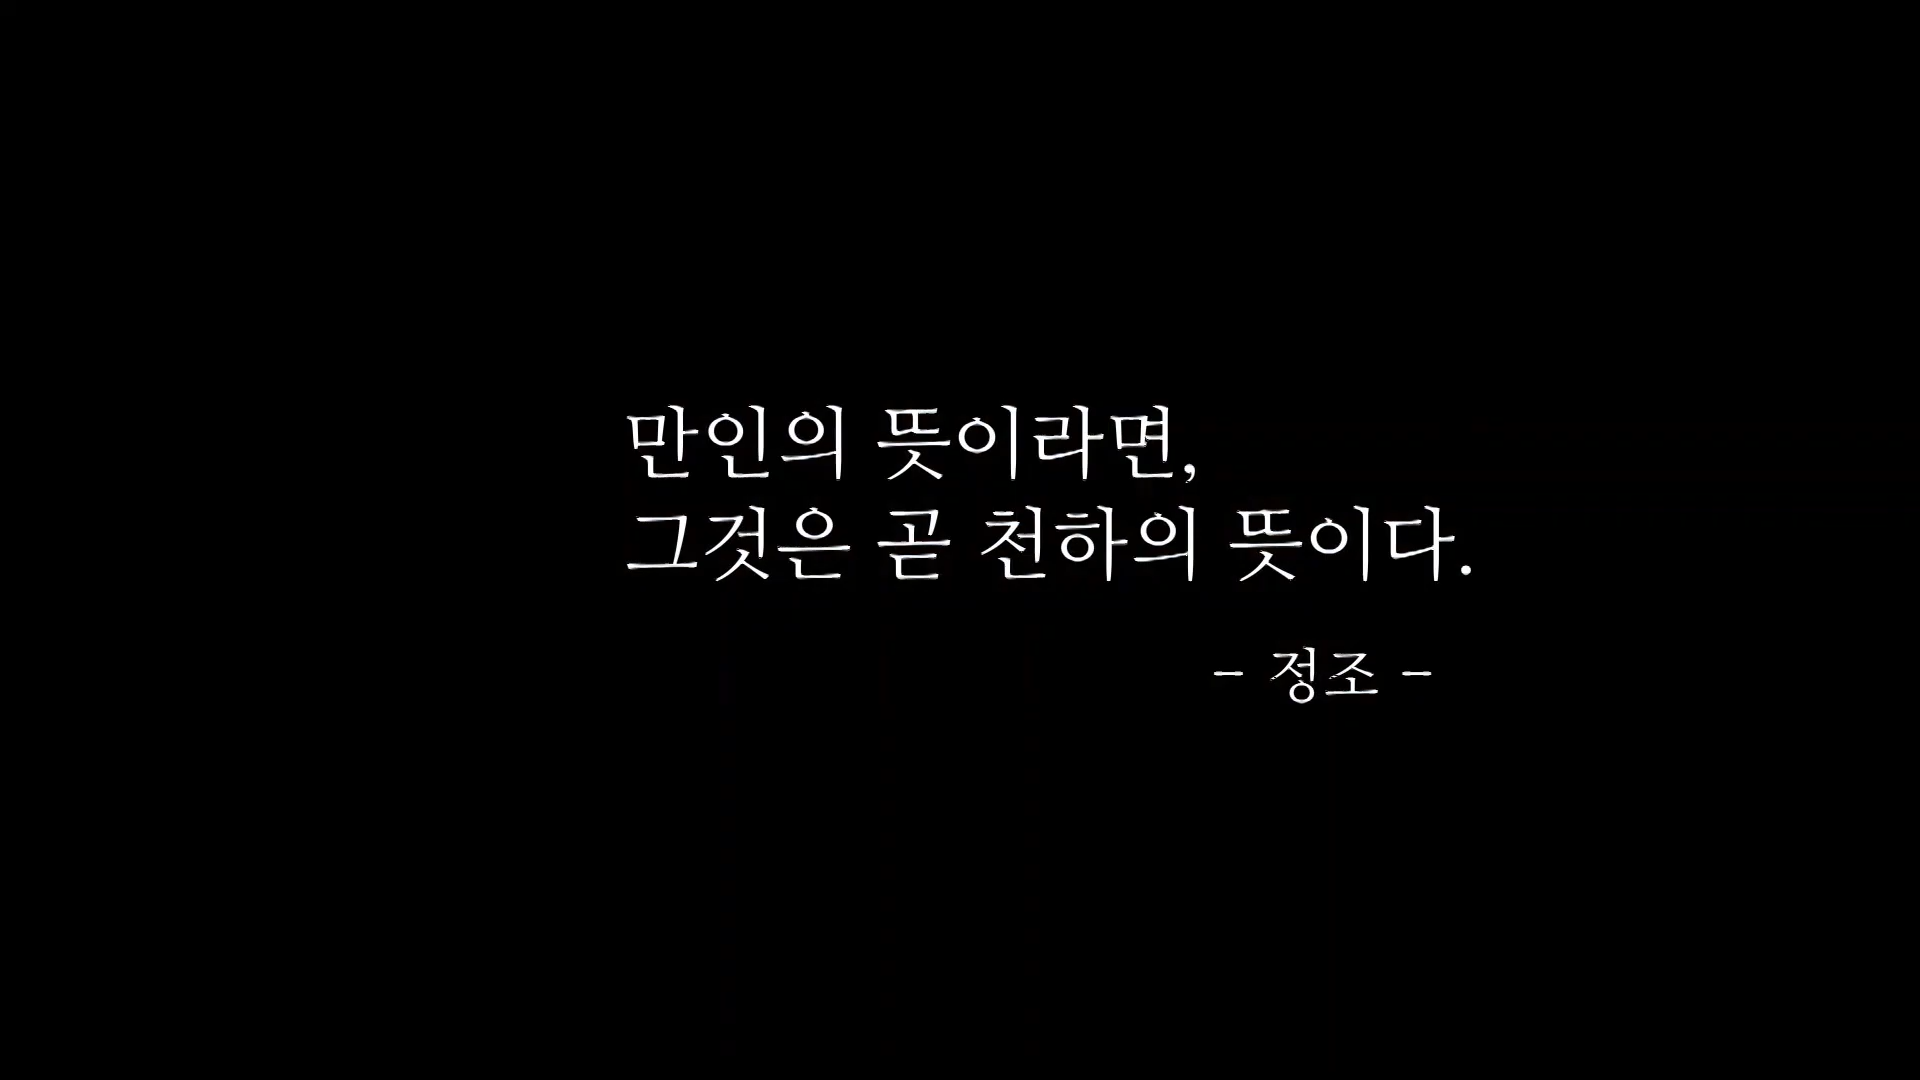 만인의 뜻이라면,
그것은 곧 천하의 뜻이다.
- 정조 -